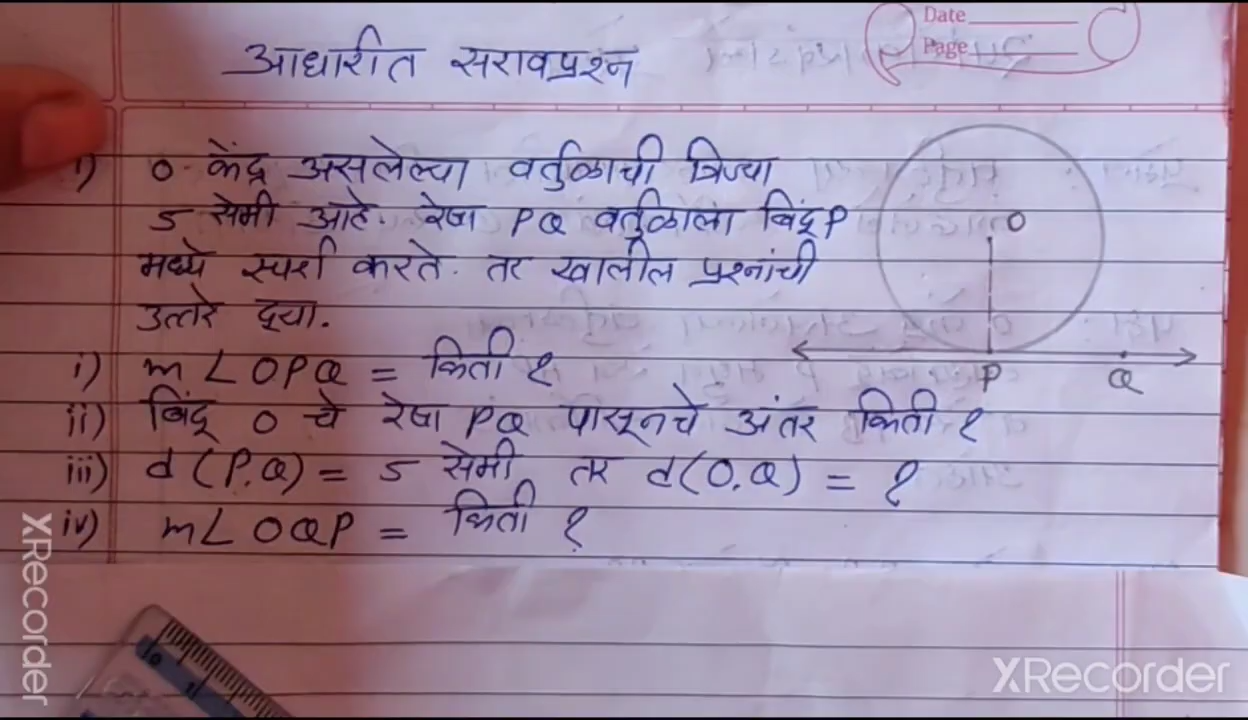 Date
Page
आधारीत सरावप्रश्न
1) O केंद्र असलेल्या वर्तुळाची त्रिज्या
5 सेमी आहे. रेषा PQ वर्तुळाला बिंदू P
मध्ये स्पर्श करते. तर खालील प्रश्नांची
उत्तरे द्या.
O
P
Q
i) m∠OPQ = किती ?
ii) बिंदू O चे रेषा PQ पासूनचे अंतर किती ?
iii) d(P,Q) = 5 सेमी तर d(O,Q) = ?
iv) m∠OQP = किती ?
XRecorder
XRecorder